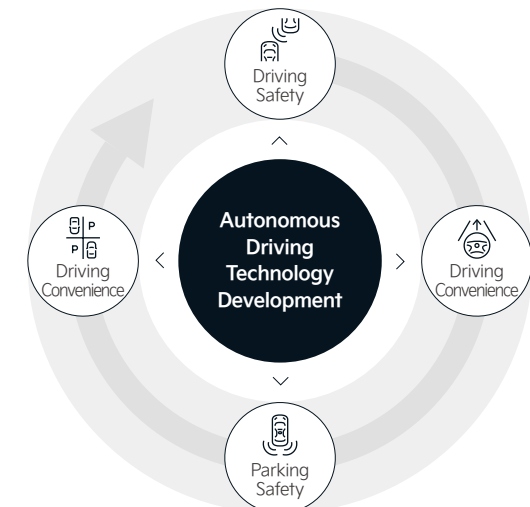 Driving
Safety
Autonomous
Driving
Technology
Development
P
P
Driving
Convenience
Driving
Convenience
Parking
Safety